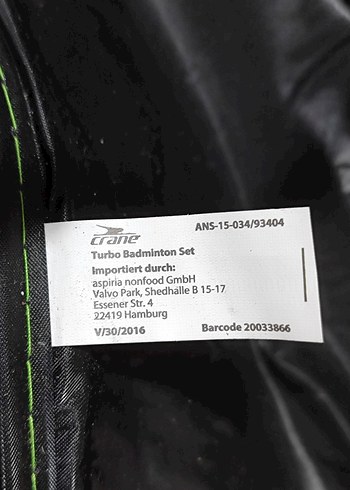 ANS-15-034/93404
CRANE
Turbo Badminton Set
Importiert durch:
aspiria nonfood GmbH
Valvo Park, Shedhalle B 15-17
Essener Str. 4
22419 Hamburg
V/30/2016 Barcode 20033866